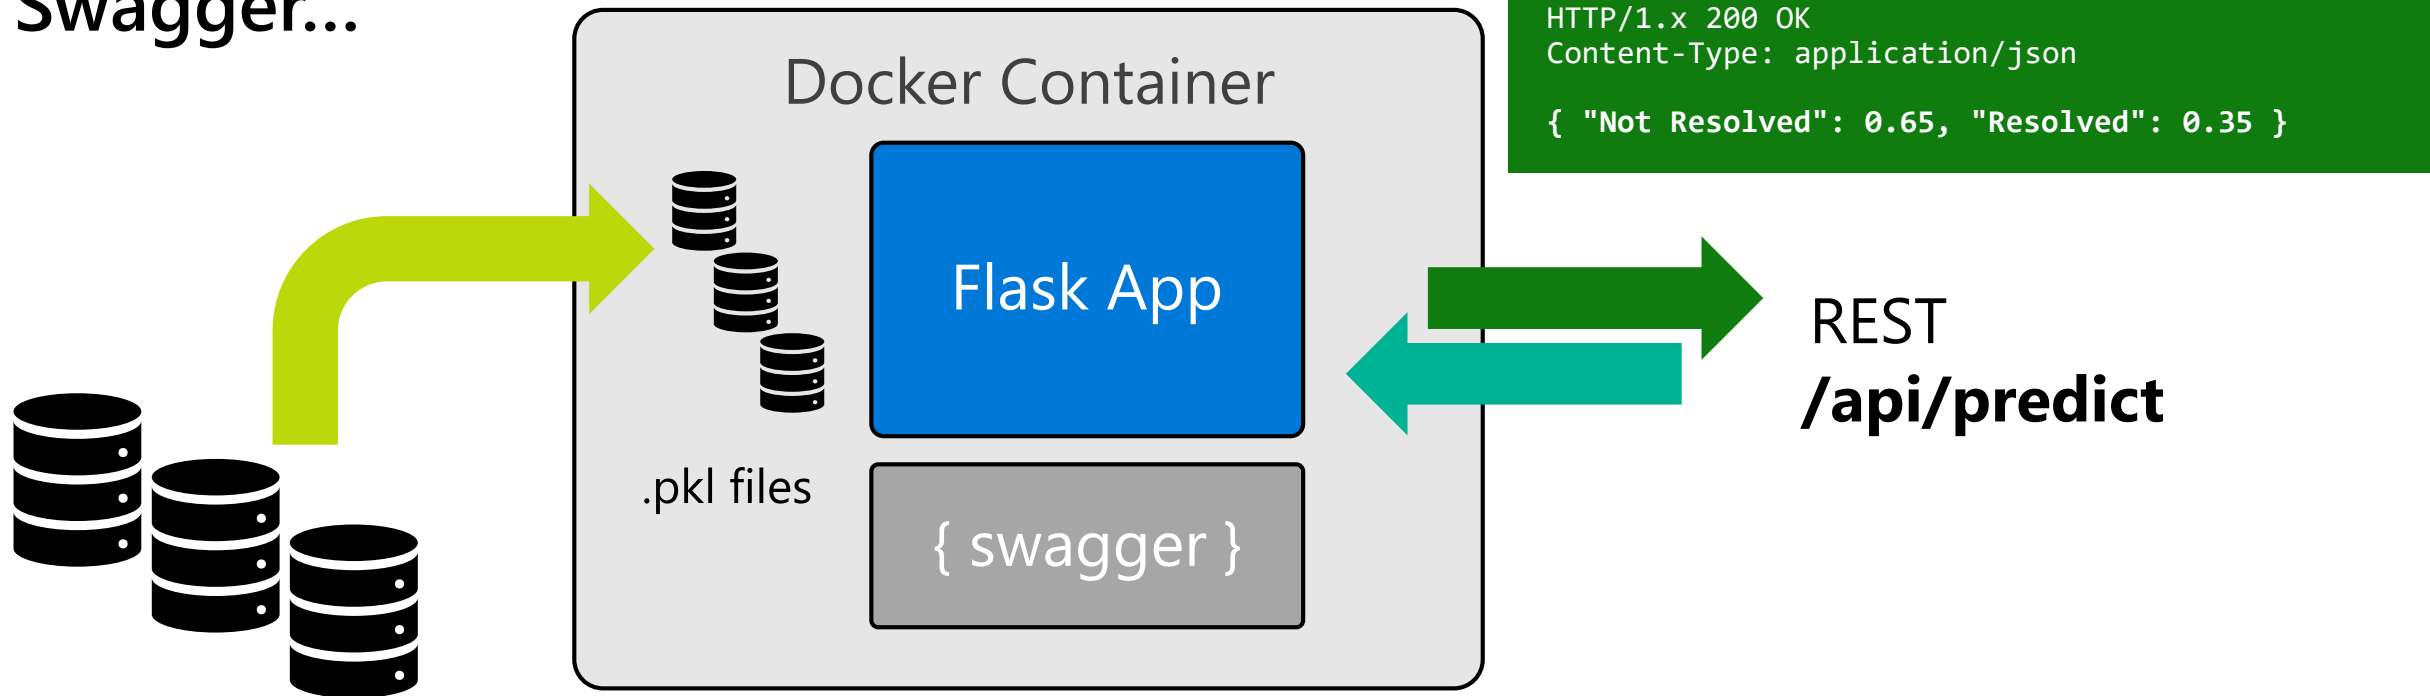 Swagger...
Docker Container
.pkl files
Flask App
{ swagger }
HTTP/1.x 200 OK
Content-Type: application/json
{ "Not Resolved": 0.65, "Resolved": 0.35 }
REST
/api/predict